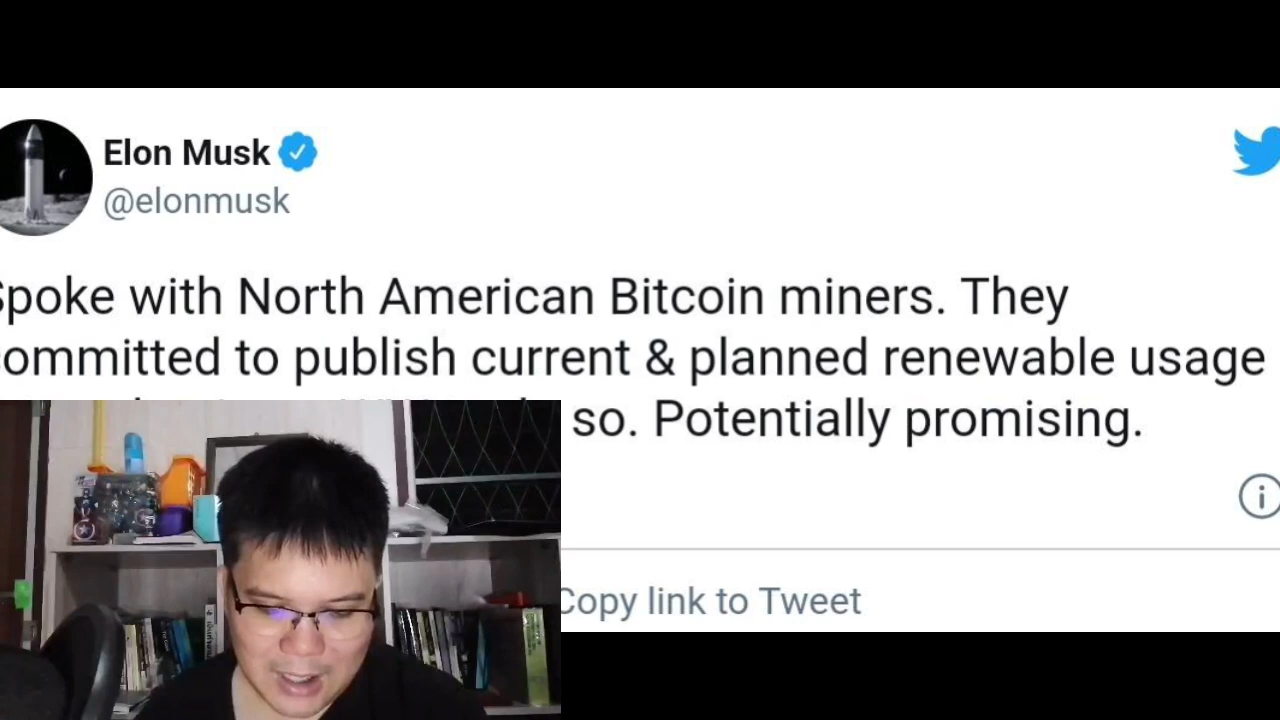 Elon Musk
@elonmusk
Spoke with North American Bitcoin miners. They
committed to publish current & planned renewable usage
so. Potentially promising.
Copy link to Tweet